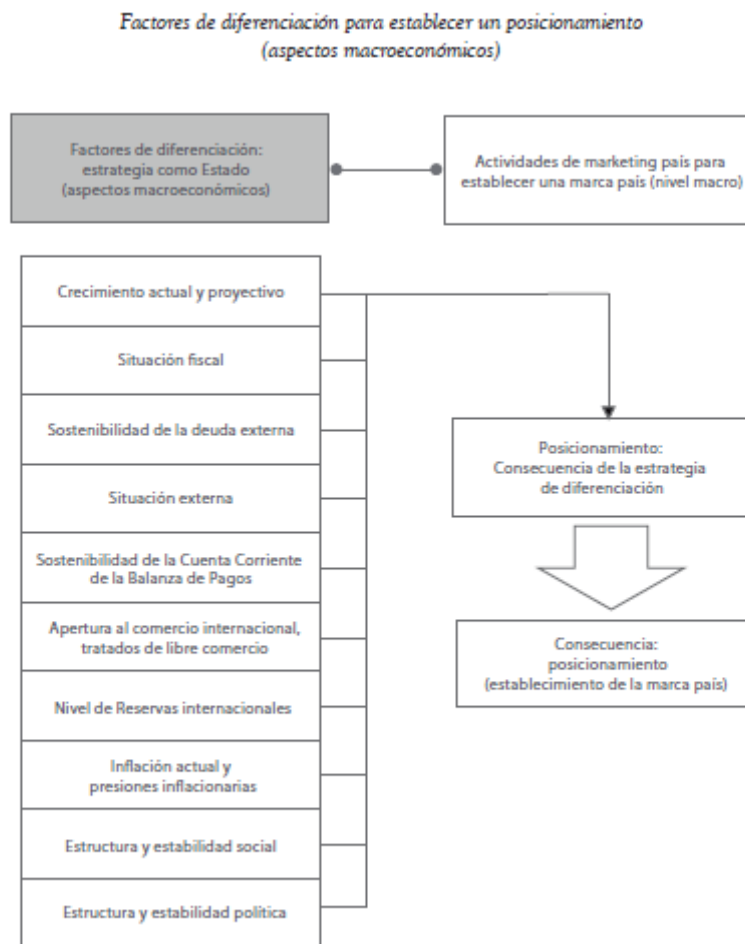 Factores de diferenciación para establecer un posicionamiento
(aspectos macroeconómicos)
Factores de diferenciación:
estrategia como Estado
(aspectos macroeconómicos)
Actividades de marketing país para
establecer una marca país (nivel macro)
Crecimiento actual y proyectivo
Situación fiscal
Sostenibilidad de la deuda externa
Situación externa
Sostenibilidad de la Cuenta Corriente
de la Balanza de Pagos
Apertura al comercio internacional,
tratados de libre comercio
Nivel de Reservas internacionales
Inflación actual y
presiones inflacionarias
Estructura y estabilidad social
Estructura y estabilidad política
Posicionamiento:
Consecuencia de la estrategia
de diferenciación
Consecuencia:
posicionamiento
(establecimiento de la marca país)